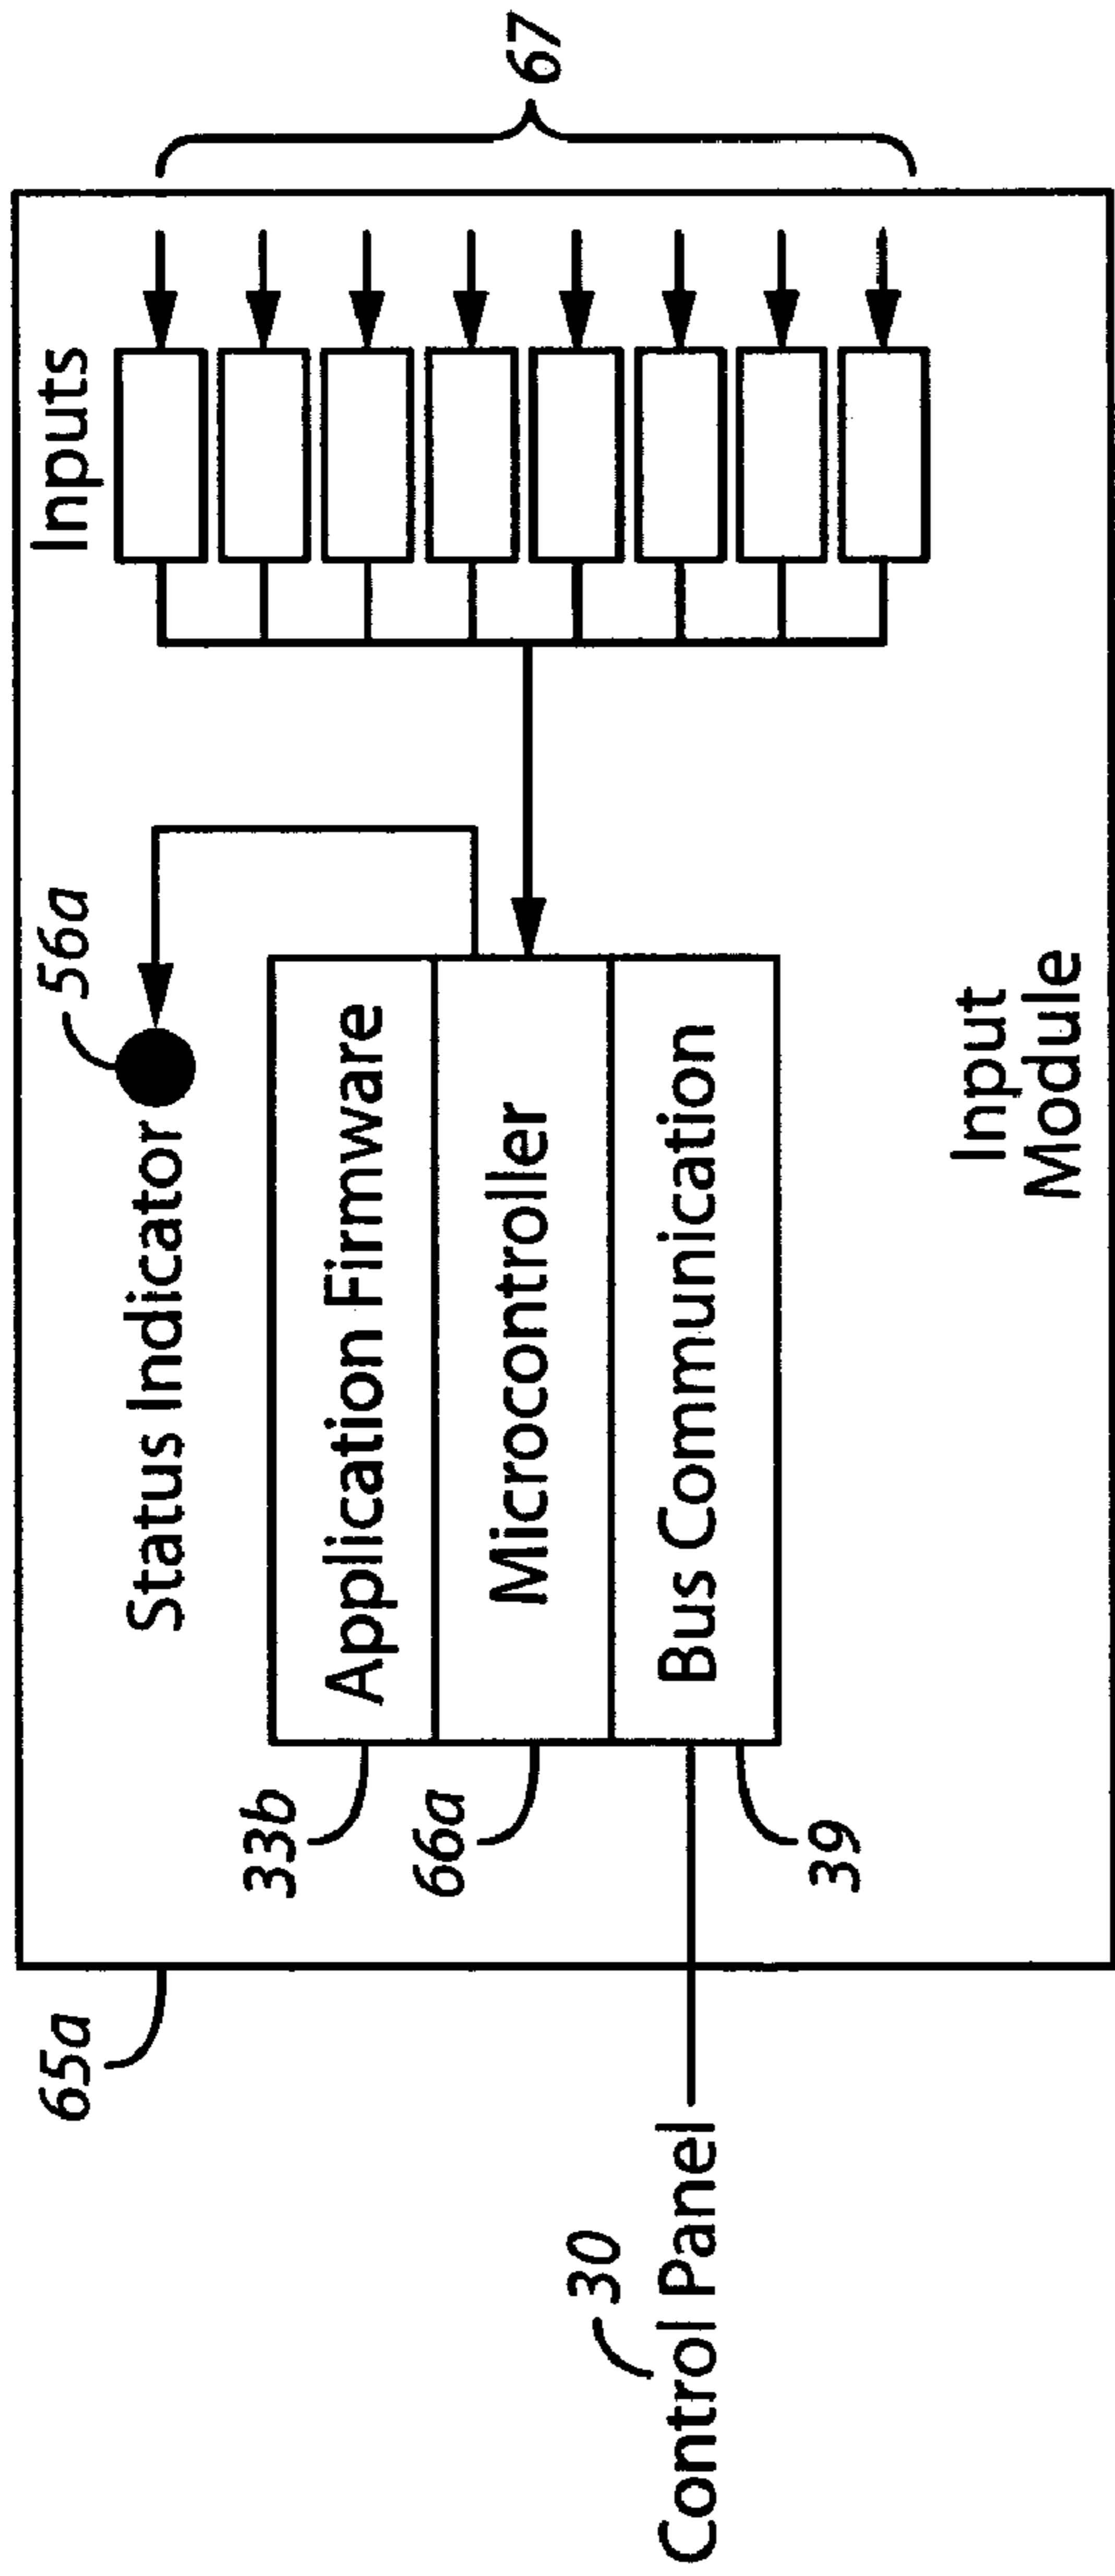 65a
56a
Status Indicator
Inputs
67
33b
Application Firmware
66a
Microcontroller
30
Control Panel
Bus Communication
39
Input
Module